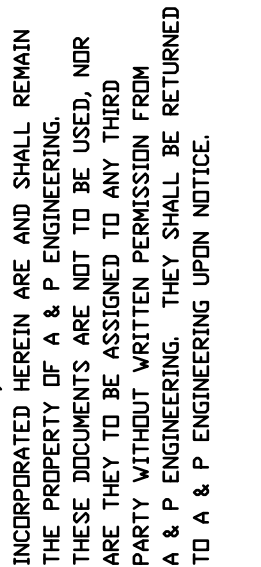 INCORPORATED HEREIN ARE AND SHALL REMAIN
THE PROPERTY OF A & P ENGINEERING.
THESE DOCUMENTS ARE NOT TO BE USED, NOR
ARE THEY TO BE ASSIGNED TO ANY THIRD
PARTY WITHOUT WRITTEN PERMISSION FROM
A & P ENGINEERING. THEY SHALL BE RETURNED
TO A & P ENGINEERING UPON NOTICE.